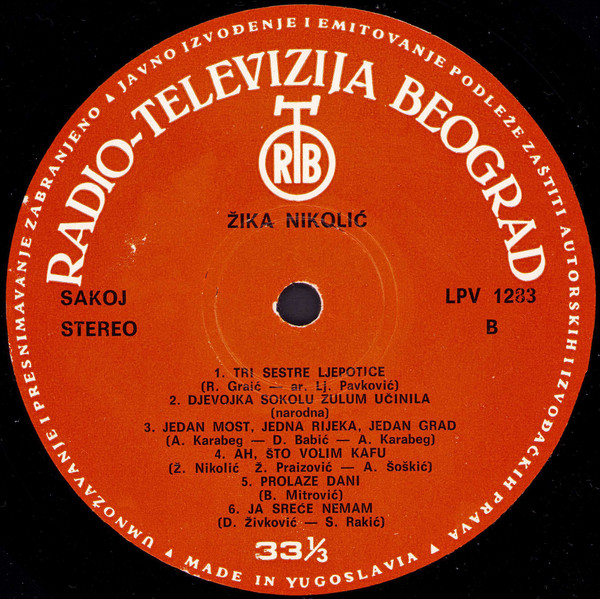 UMNOŽAVANJE I PRESNIMAVANJE ZABRANJENO ▲ JAVNO IZVOĐENJE I EMITOVANJE PODLEŽE ZAŠTITI AUTORSKIH I IZVOĐAČKIH PRAVA ▲
RADIO-TELEVIZIJA BEOGRAD
RTB
ŽIKA NIKOLIĆ
SAKOJ
STEREO
LPV 1283
B
1. TRI SESTRE LJEPOTICE
(R. Graić — ar. Lj. Pavković)
2. DJEVOJKA SOKOLU ZULUM UČINILA
(narodna)
3. JEDAN MOST, JEDNA RIJEKA, JEDAN GRAD
(A. Karabeg — D. Babić — A. Karabeg)
4. AH, ŠTO VOLIM KAFU
(Ž. Nikolić Ž. Praizović — A. Šoškić)
5. PROLAZE DANI
(B. Mitrović)
6. JA SREĆE NEMAM
(D. Živković — S. Rakić)
33⅓
▲ MADE IN YUGOSLAVIA ▲